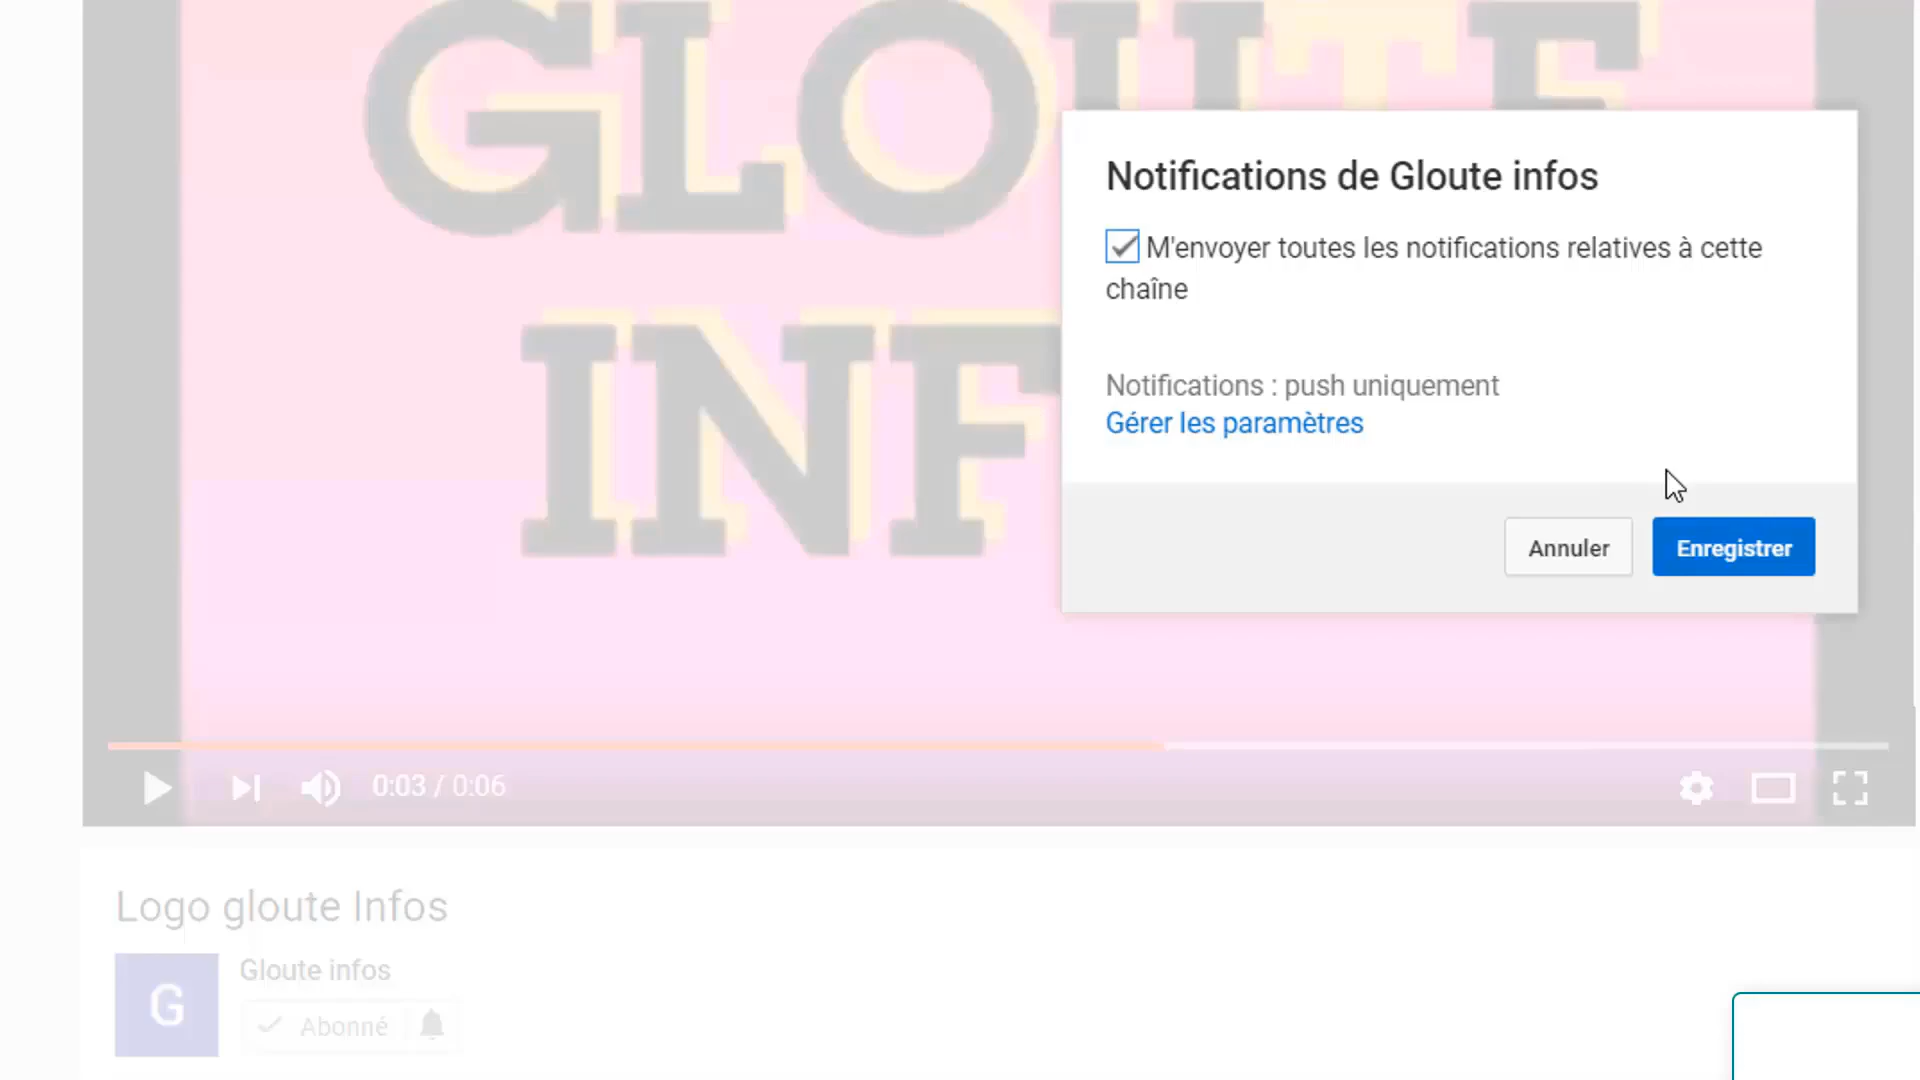 GLOUTE
INF
Notifications de Gloute infos
M'envoyer toutes les notifications relatives à cette
chaîne
Notifications : push uniquement
Gérer les paramètres
Annuler
Enregistrer
0:03 / 0:06
Logo gloute Infos
G
Gloute infos
Abonné